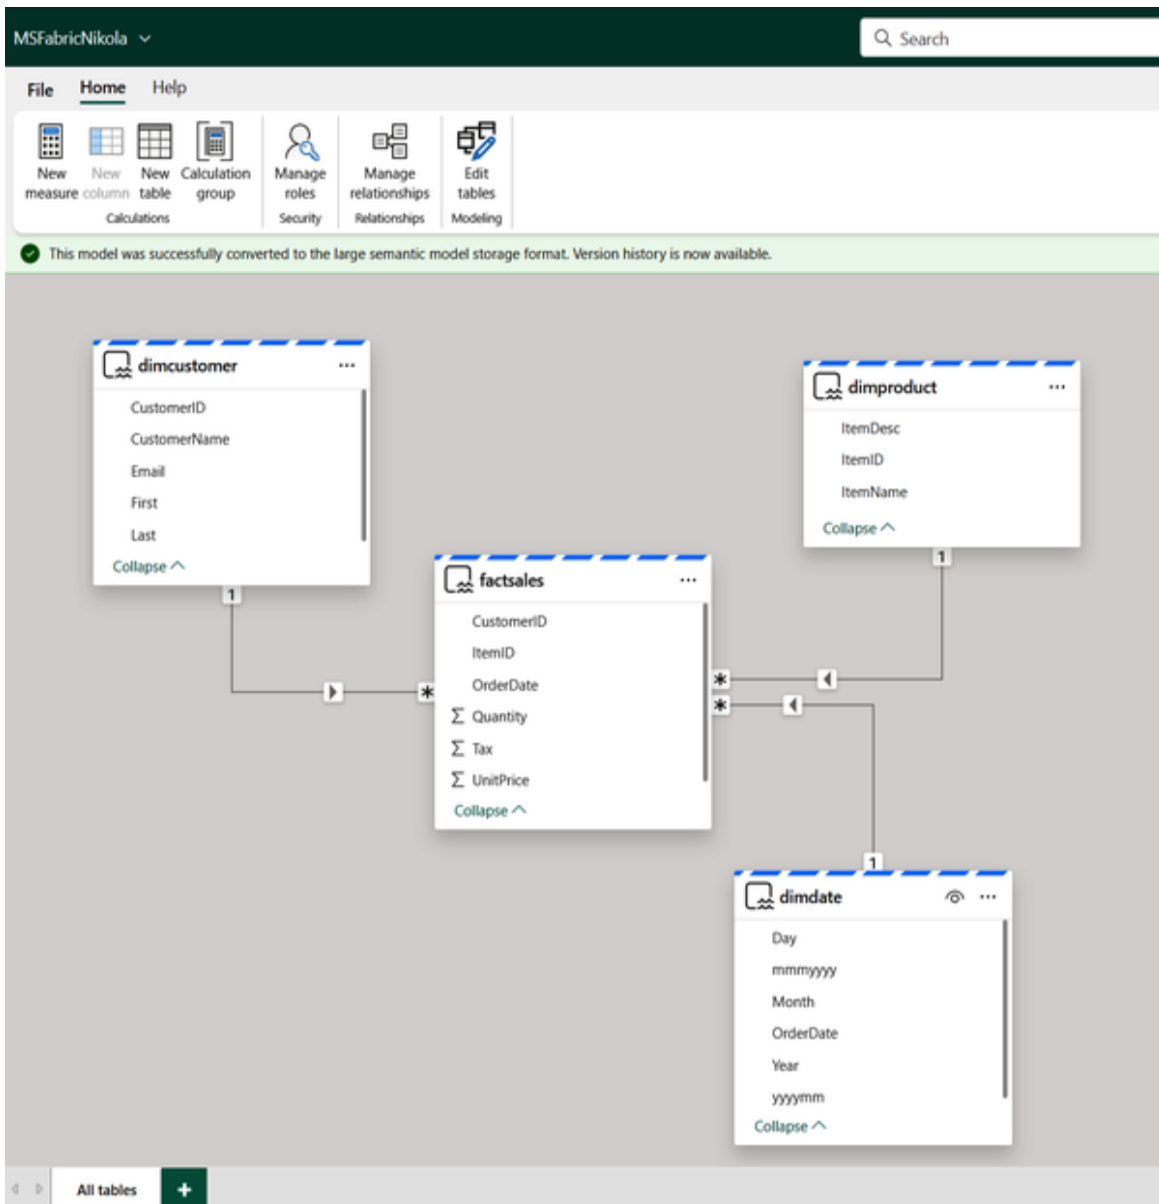 MSFabricNikola
Search
File Home Help
New measure
New column
New table
Calculation group
Manage roles
Manage relationships
Edit tables
Calculations Security Relationships Modeling
This model was successfully converted to the large semantic model storage format. Version history is now available.
dimcustomer
CustomerID
CustomerName
Email
First
Last
Collapse
1
*
dimproduct
ItemDesc
ItemID
ItemName
Collapse
1
*
factsales
CustomerID
ItemID
OrderDate
Σ Quantity
Σ Tax
Σ UnitPrice
Collapse
*
1
dimdate
Day
mmmyyyy
Month
OrderDate
Year
yyyymm
Collapse
All tables +